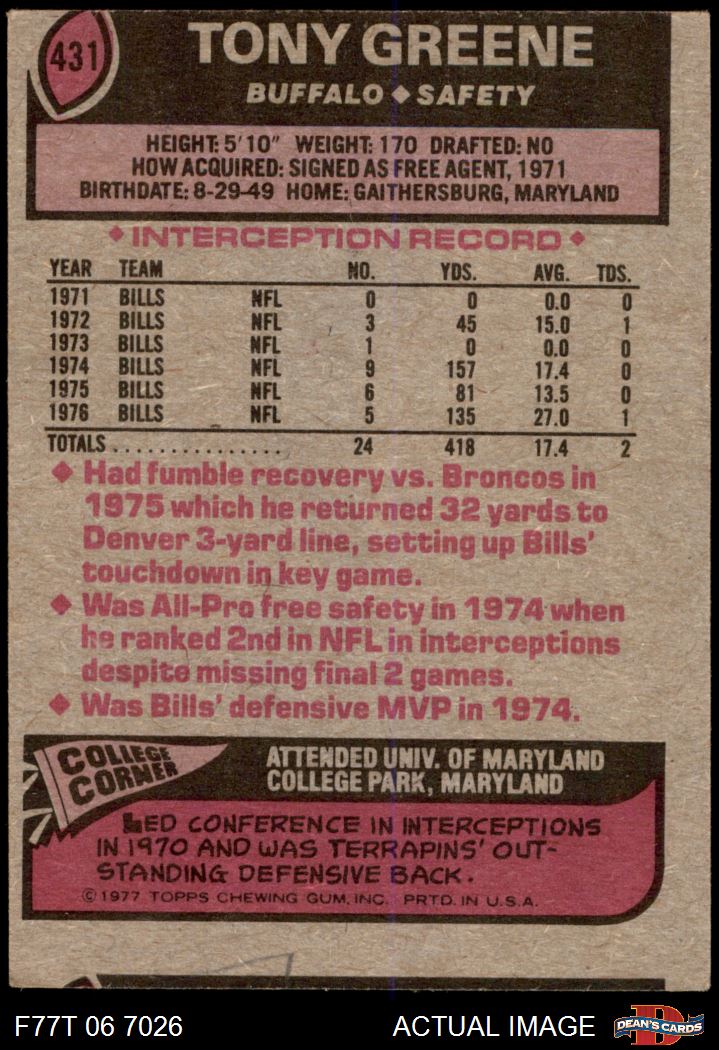 431
TONY GREENE
BUFFALO ◆ SAFETY
HEIGHT: 5'10" WEIGHT: 170 DRAFTED: NO
HOW ACQUIRED: SIGNED AS FREE AGENT, 1971
BIRTHDATE: 8-29-49 HOME: GAITHERSBURG, MARYLAND
◆ INTERCEPTION RECORD ◆
YEAR TEAM NO. YDS. AVG. TDS.
1971 BILLS NFL 0 0 0.0 0
1972 BILLS NFL 3 45 15.0 1
1973 BILLS NFL 1 0 0.0 0
1974 BILLS NFL 9 157 17.4 0
1975 BILLS NFL 6 81 13.5 0
1976 BILLS NFL 5 135 27.0 1
TOTALS ................ 24 418 17.4 2
◆ Had fumble recovery vs. Broncos in
1975 which he returned 32 yards to
Denver 3-yard line, setting up Bills'
touchdown in key game.
◆ Was All-Pro free safety in 1974 when
he ranked 2nd in NFL in interceptions
despite missing final 2 games.
◆ Was Bills' defensive MVP in 1974.
COLLEGE
CORNER
ATTENDED UNIV. OF MARYLAND
COLLEGE PARK, MARYLAND
LED CONFERENCE IN INTERCEPTIONS
IN 1970 AND WAS TERRAPINS' OUT-
STANDING DEFENSIVE BACK.
© 1977 TOPPS CHEWING GUM, INC. PRTD. IN U.S.A.
F77T 06 7026 ACTUAL IMAGE
DEAN'S CARDS